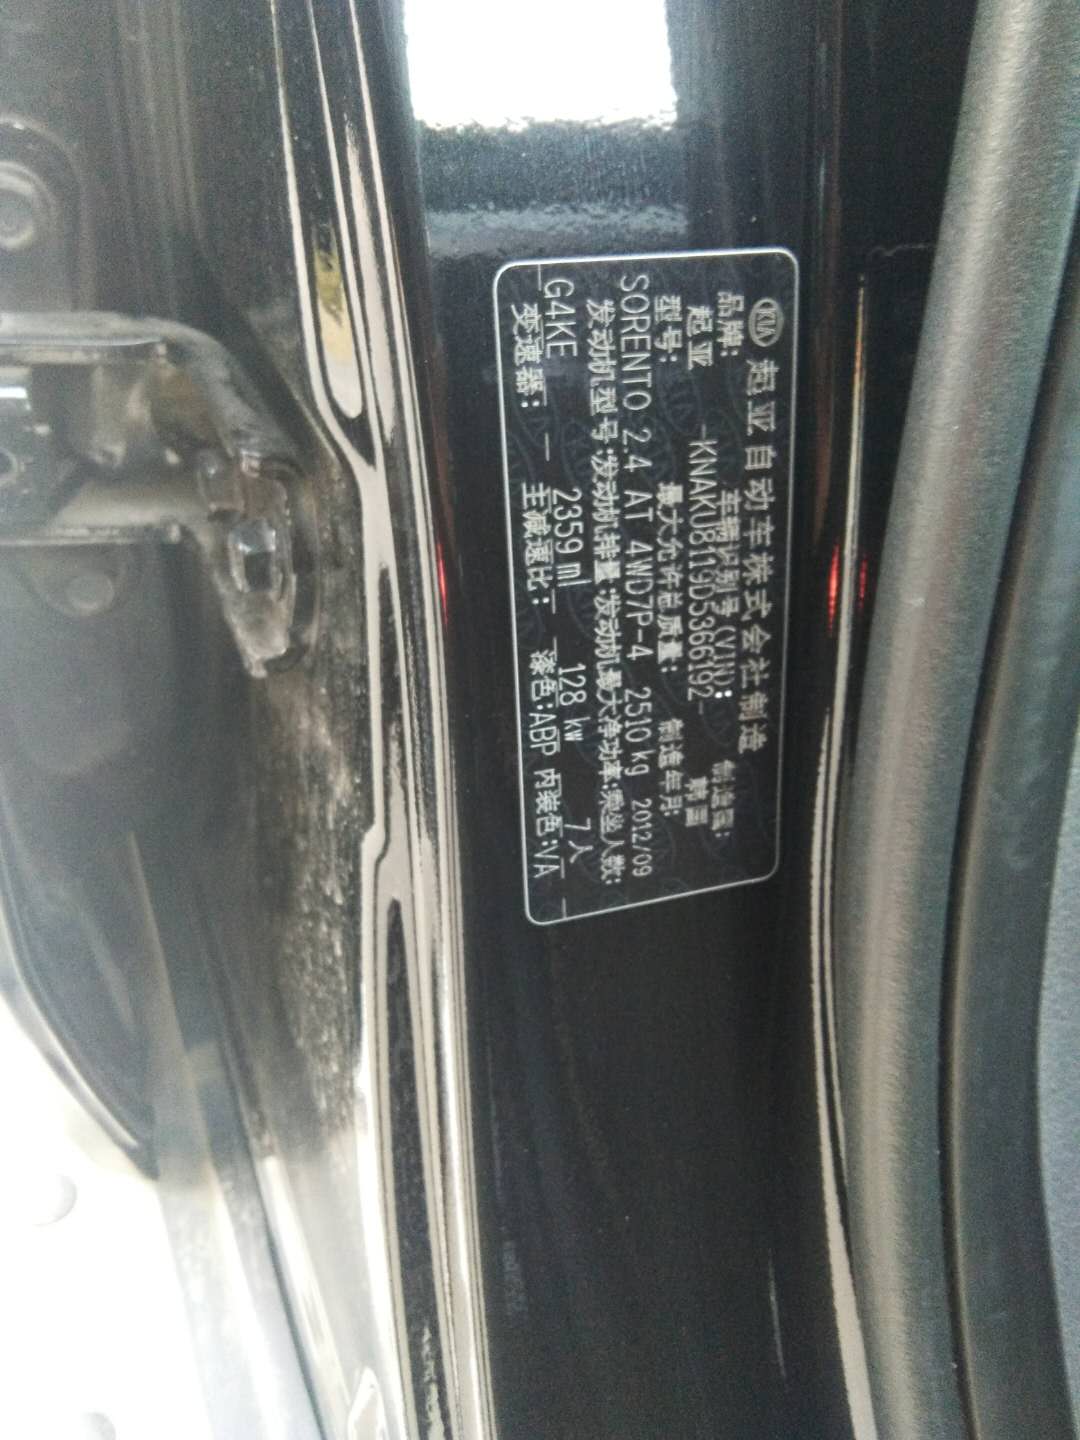 KIA 起亚自动车株式会社制造
品牌: 车辆识别号(VIN): 制造国:
起亚 -KNAKU8119D5366192- 韩国
型号: 最大允许总质量: 制造年月:
SORENTO 2.4 AT 4WD7P-4 2510 kg 2012/09
发动机型号:发动机排量:发动机最大净功率:乘坐人数:
G4KE 2359 ml 128 kw 7人
变速器: 主减速比: 漆色:ABP 内装色:VA